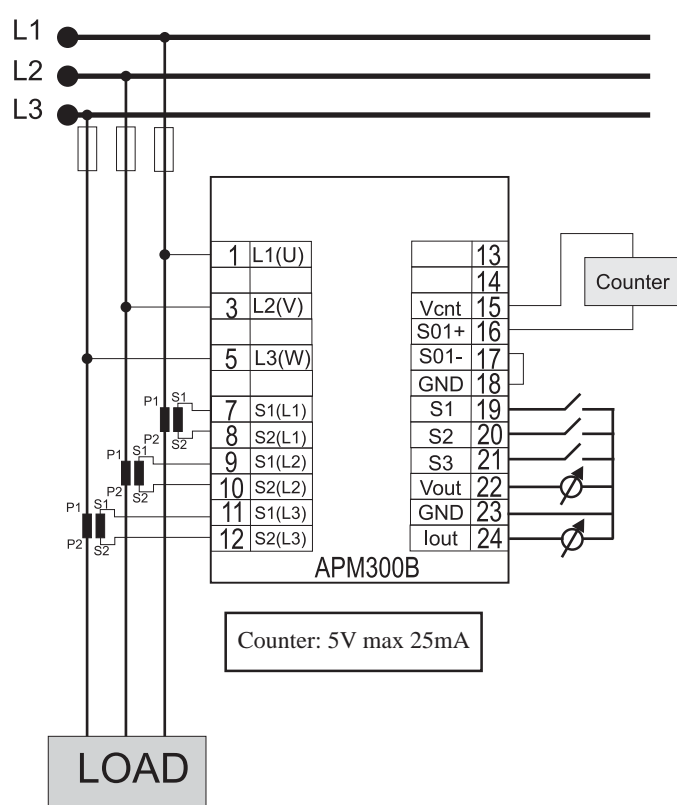 L1
L2
L3
1 L1(U)
3 L2(V)
5 L3(W)
7 S1(L1)
8 S2(L1)
9 S1(L2)
10 S2(L2)
11 S1(L3)
12 S2(L3)
P1 S1
P2 S2
P1 S1
P2 S2
P1 S1
P2 S2
13
14
Vcnt 15
S01+ 16
S01- 17
GND 18
S1 19
S2 20
S3 21
Vout 22
GND 23
Iout 24
Counter
APM300B
Counter: 5V max 25mA
LOAD